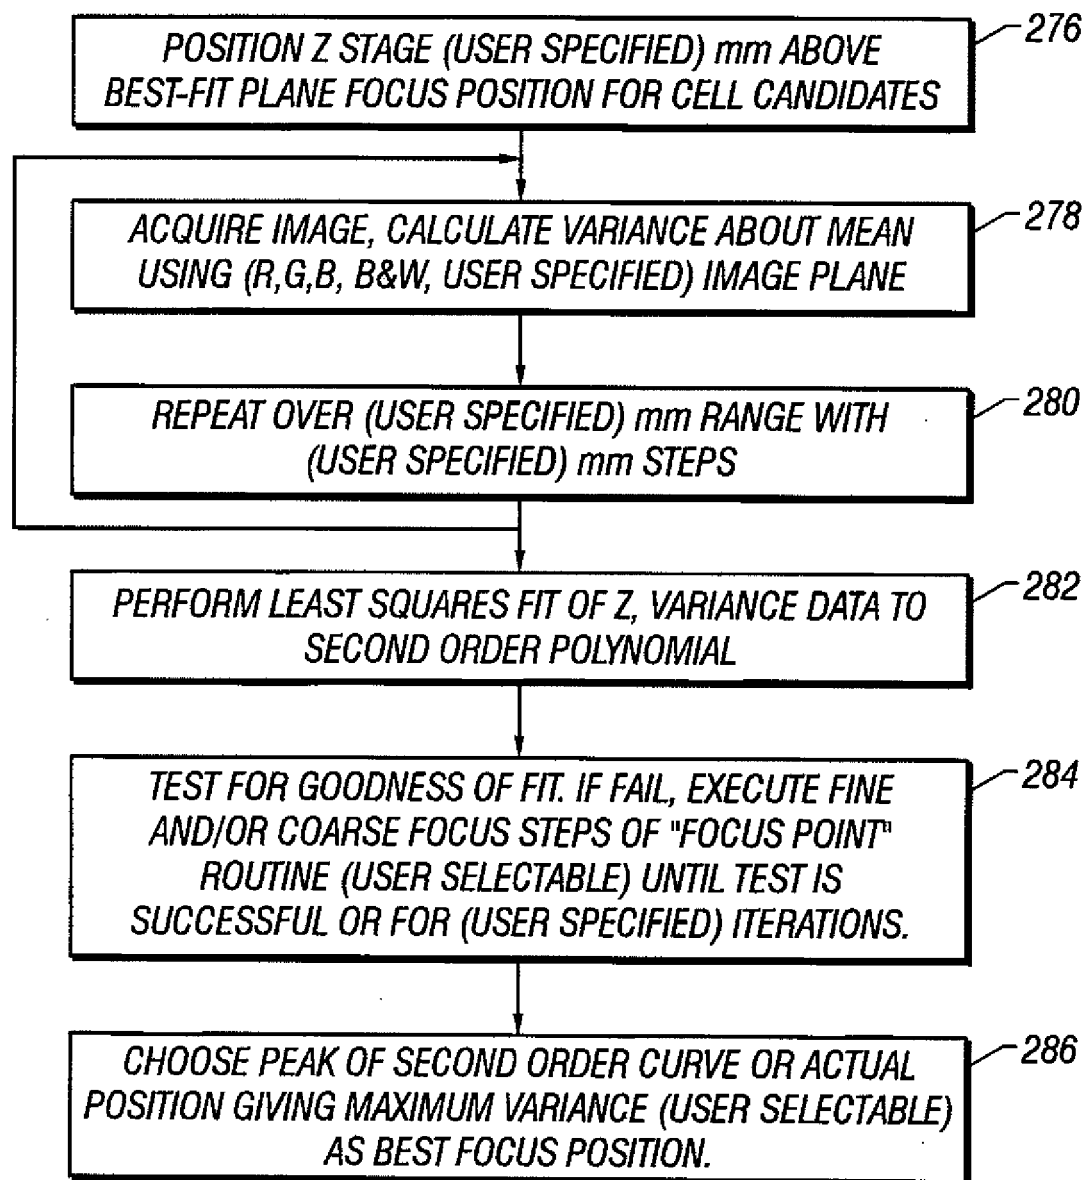 POSITION Z STAGE (USER SPECIFIED) mm ABOVE
BEST-FIT PLANE FOCUS POSITION FOR CELL CANDIDATES
276
ACQUIRE IMAGE, CALCULATE VARIANCE ABOUT MEAN
USING (R,G,B, B&W, USER SPECIFIED) IMAGE PLANE
278
REPEAT OVER (USER SPECIFIED) mm RANGE WITH
(USER SPECIFIED) mm STEPS
280
PERFORM LEAST SQUARES FIT OF Z, VARIANCE DATA TO
SECOND ORDER POLYNOMIAL
282
TEST FOR GOODNESS OF FIT. IF FAIL, EXECUTE FINE
AND/OR COARSE FOCUS STEPS OF "FOCUS POINT"
ROUTINE (USER SELECTABLE) UNTIL TEST IS
SUCCESSFUL OR FOR (USER SPECIFIED) ITERATIONS.
284
CHOOSE PEAK OF SECOND ORDER CURVE OR ACTUAL
POSITION GIVING MAXIMUM VARIANCE (USER SELECTABLE)
AS BEST FOCUS POSITION.
286